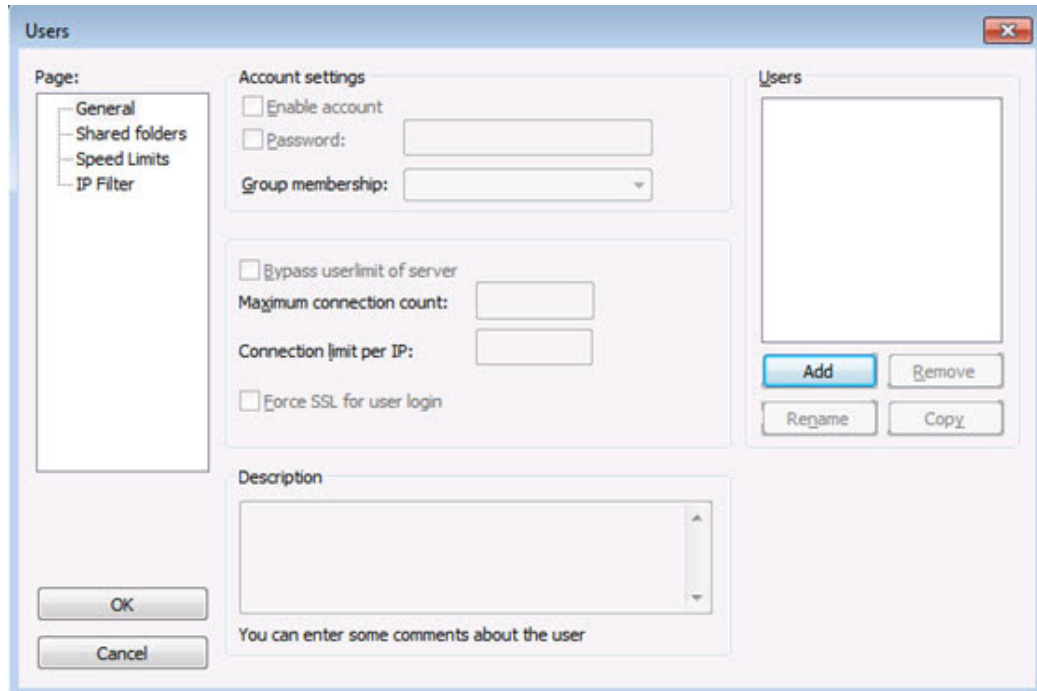 Users
Page:
General
Shared folders
Speed Limits
IP Filter
OK
Cancel
Account settings
Enable account
Password:
Group membership:
Bypass userlimit of server
Maximum connection count:
Connection limit per IP:
Force SSL for user login
Description
You can enter some comments about the user
Users
Add
Remove
Rename
Copy